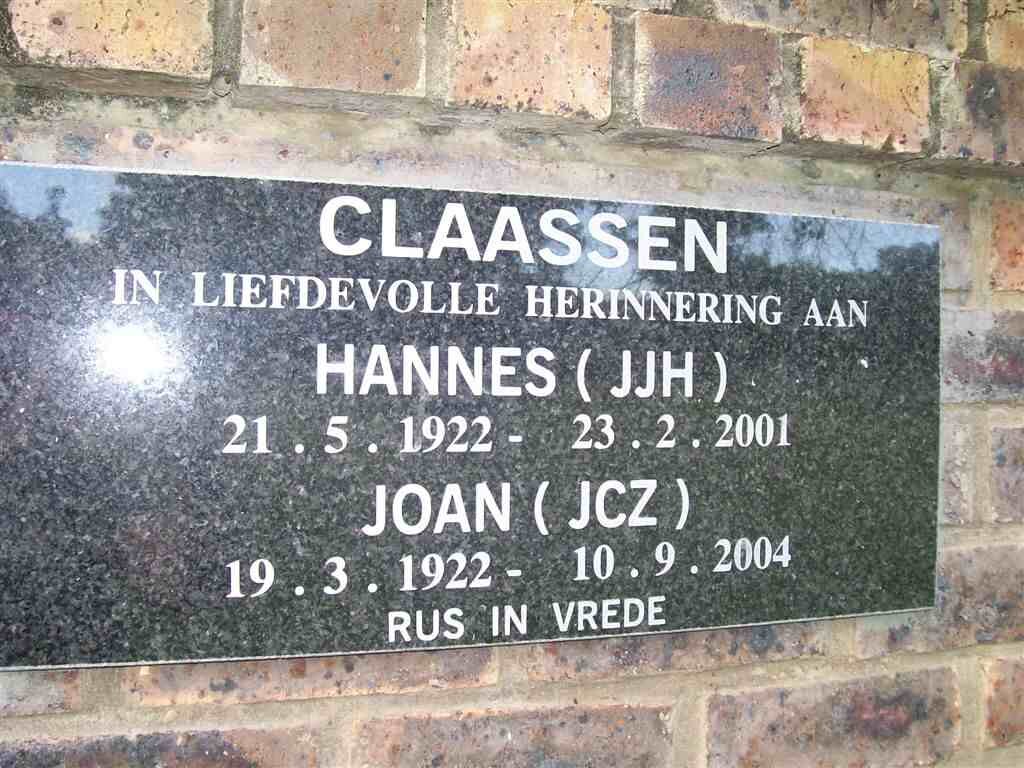 CLAASSEN
IN LIEFDEVOLLE HERINNERING AAN
HANNES ( JJH )
21 . 5 . 1922 - 23 . 2 . 2001
JOAN ( JCZ )
19 . 3 . 1922 - 10 . 9 . 2004
RUS IN VREDE